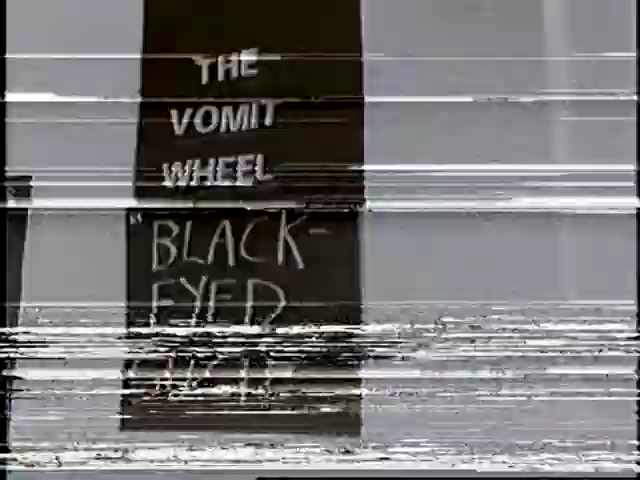 THE
VOMIT
WHEEL
"BLACK-
EYED